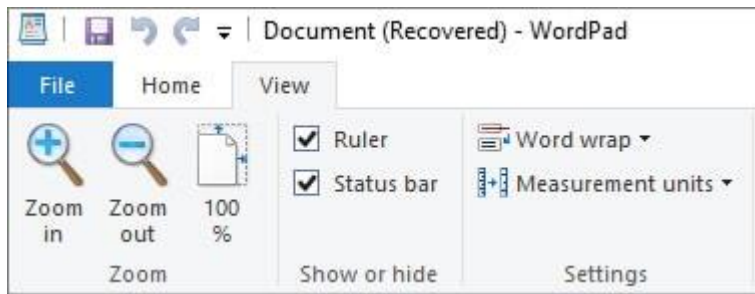 Document (Recovered) - WordPad
File Home View
Zoom in
Zoom out
100 %
Zoom
Ruler
Status bar
Show or hide
Word wrap
Measurement units
Settings